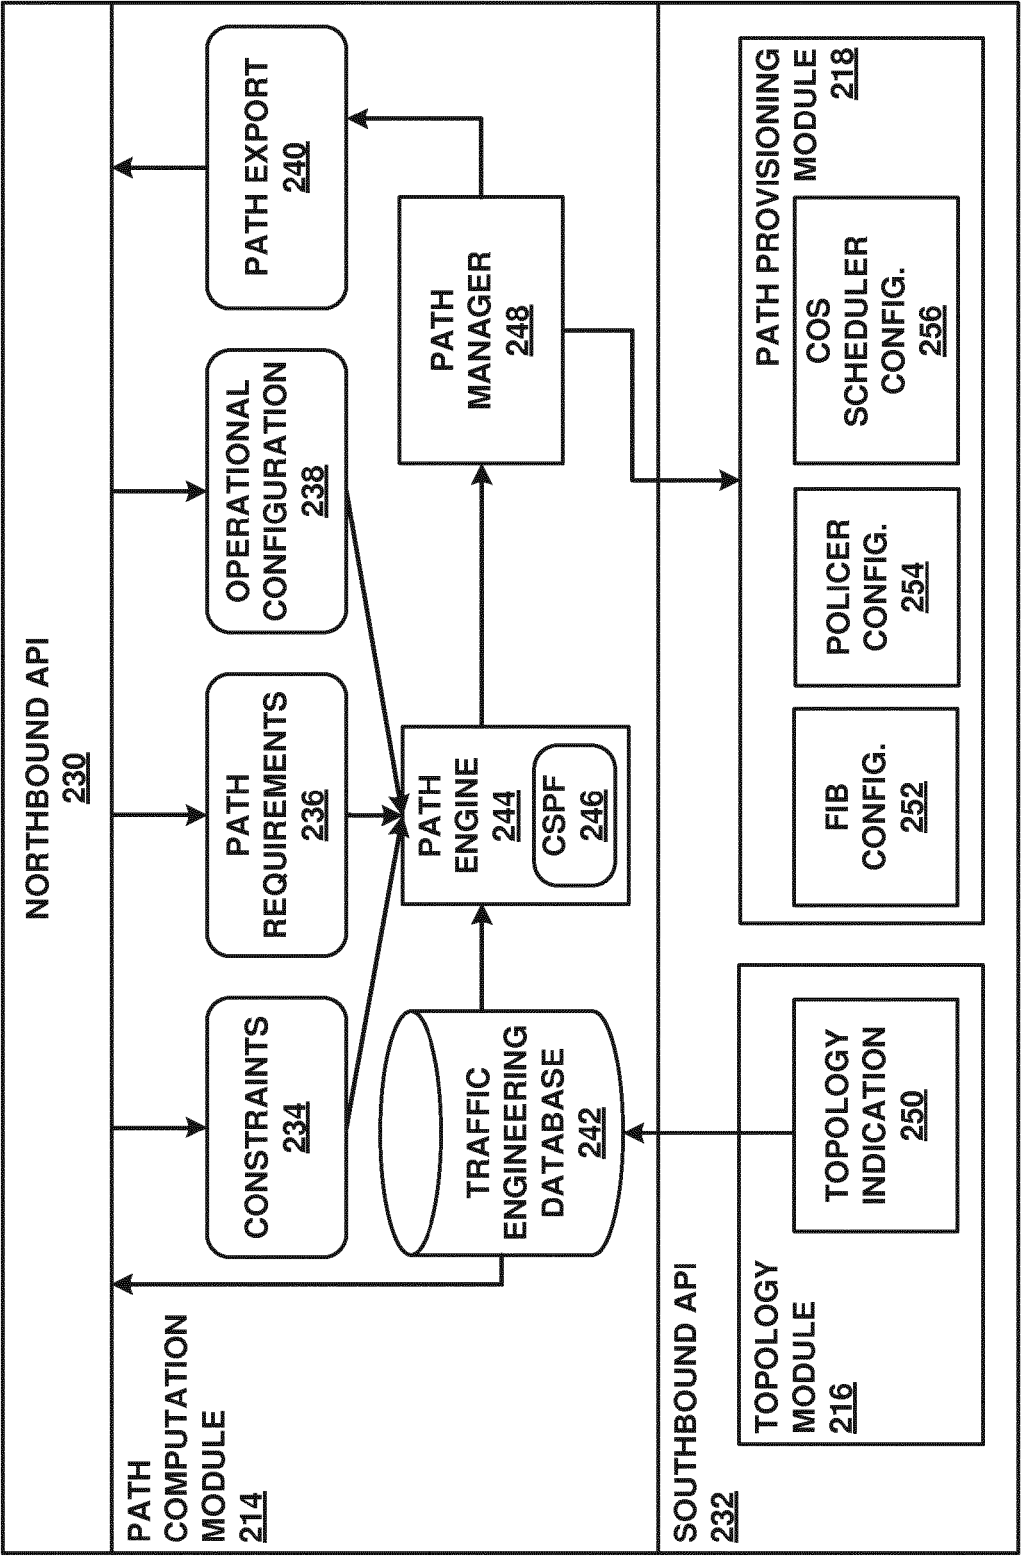 NORTHBOUND API
230
PATH
COMPUTATION
MODULE
214
CONSTRAINTS
234
PATH
REQUIREMENTS
236
OPERATIONAL
CONFIGURATION
238
PATH EXPORT
240
TRAFFIC
ENGINEERING
DATABASE
242
PATH
ENGINE
244
CSPF
246
PATH
MANAGER
248
SOUTHBOUND API
232
TOPOLOGY
MODULE
216
TOPOLOGY
INDICATION
250
PATH PROVISIONING
MODULE
218
FIB
CONFIG.
252
POLICER
CONFIG.
254
COS
SCHEDULER
CONFIG.
256